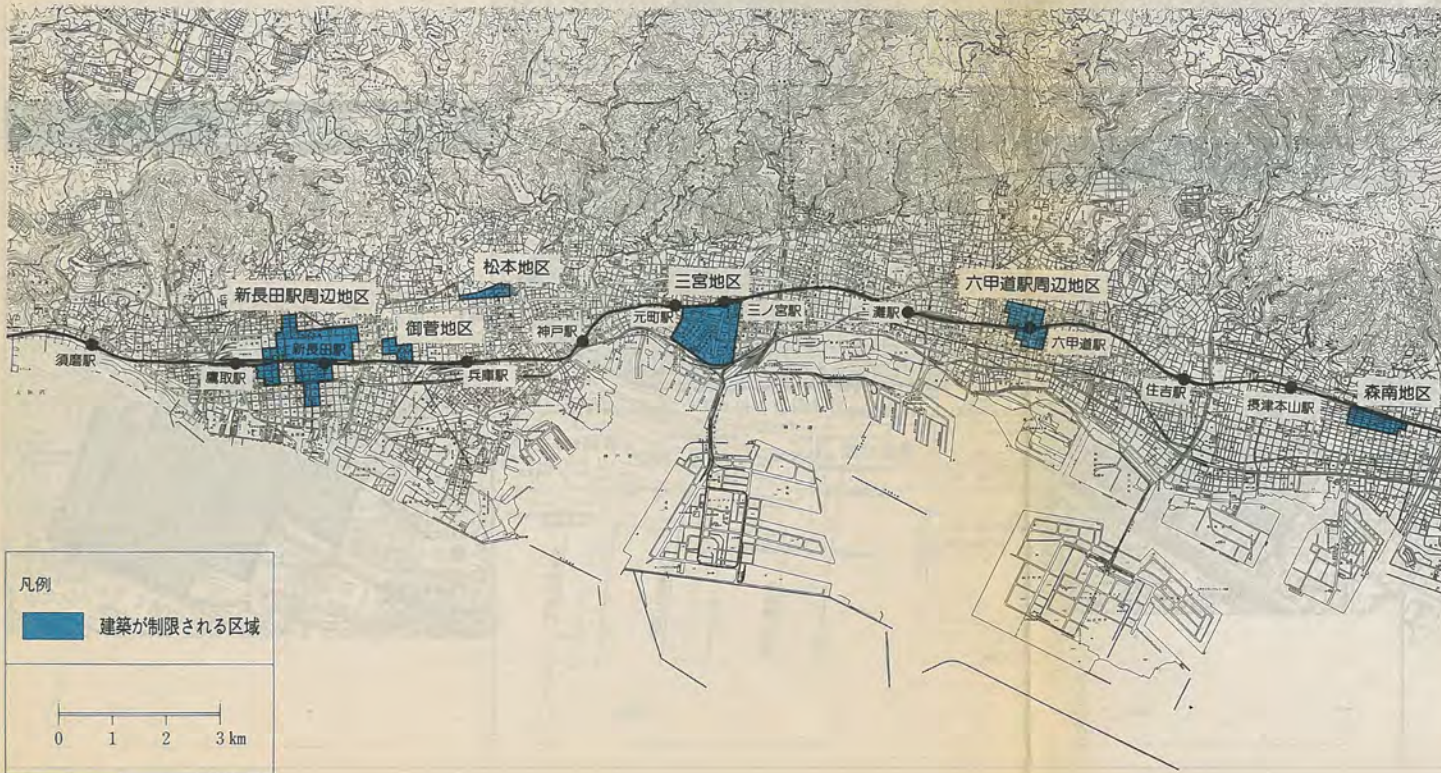 松本地区
三宮地区
六甲道駅周辺地区
新長田駅周辺地区
御菅地区
神戸駅
元町駅
三ノ宮駅
灘駅
六甲道駅
須磨駅
鷹取駅
新長田駅
兵庫駅
住吉駅
摂津本山駅
森南地区
神戸港
凡例
建築が制限される区域
0 1 2 3 km